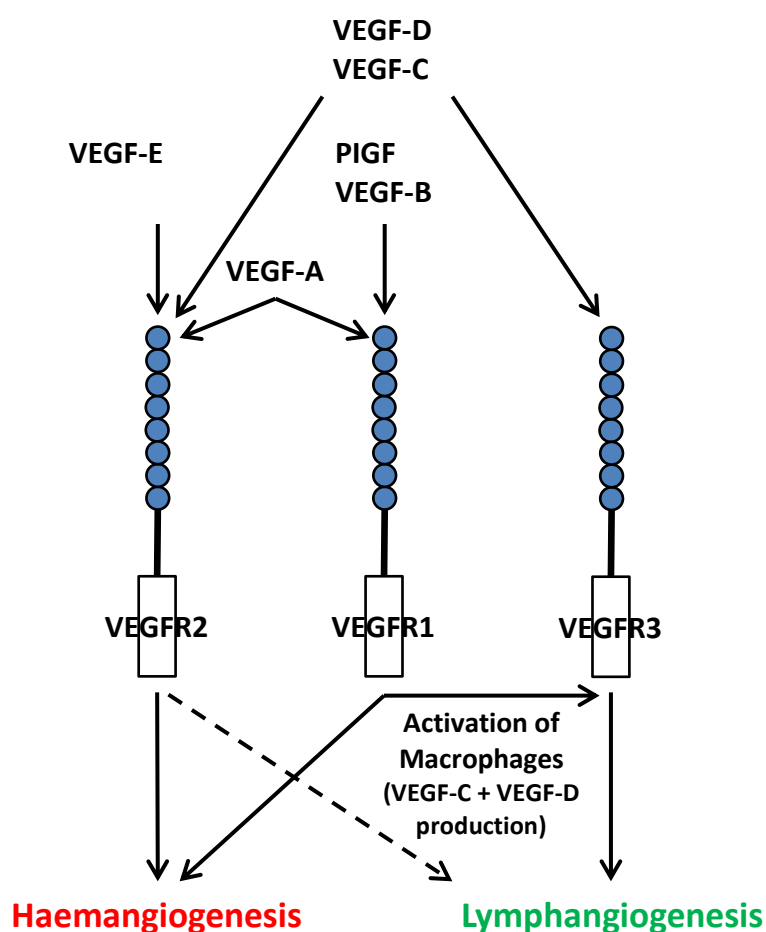 VEGF-D
VEGF-C
VEGF-E
PIGF
VEGF-B
VEGF-A
VEGFR2
VEGFR1
VEGFR3
Activation of
Macrophages
(VEGF-C + VEGF-D
production)
Haemangiogenesis
Lymphangiogenesis